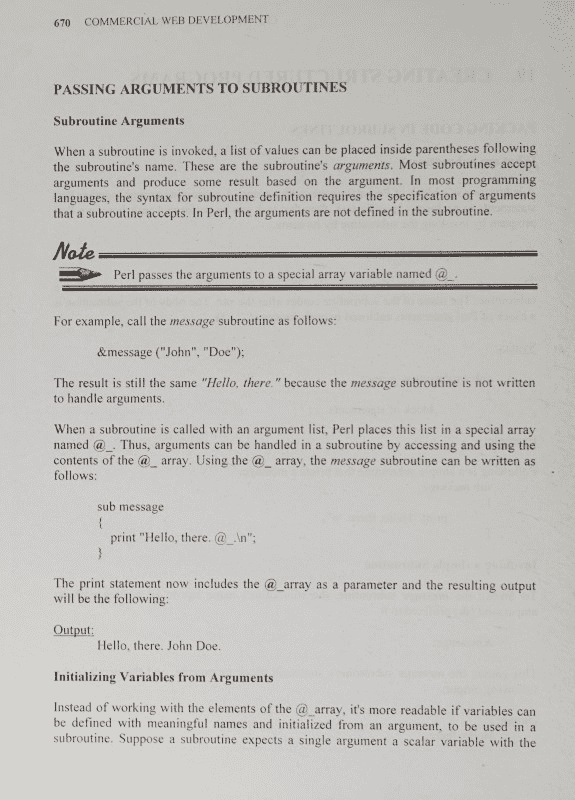 670 COMMERCIAL WEB DEVELOPMENT
PASSING ARGUMENTS TO SUBROUTINES
Subroutine Arguments
When a subroutine is invoked, a list of values can be placed inside parentheses following
the subroutine's name. These are the subroutine's arguments. Most subroutines accept
arguments and produce some result based on the argument. In most programming
languages, the syntax for subroutine definition requires the specification of arguments
that a subroutine accepts. In Perl, the arguments are not defined in the subroutine.
Note
Perl passes the arguments to a special array variable named @_.
For example, call the message subroutine as follows:
&message ("John", "Doe");
The result is still the same "Hello, there." because the message subroutine is not written
to handle arguments.
When a subroutine is called with an argument list, Perl places this list in a special array
named @_. Thus, arguments can be handled in a subroutine by accessing and using the
contents of the @_ array. Using the @_ array, the message subroutine can be written as
follows:
sub message
{
print "Hello, there. @_.\n";
}
The print statement now includes the @_array as a parameter and the resulting output
will be the following:
Output:
Hello, there. John Doe.
Initializing Variables from Arguments
Instead of working with the elements of the @_array, it's more readable if variables can
be defined with meaningful names and initialized from an argument, to be used in a
subroutine. Suppose a subroutine expects a single argument a scalar variable with the